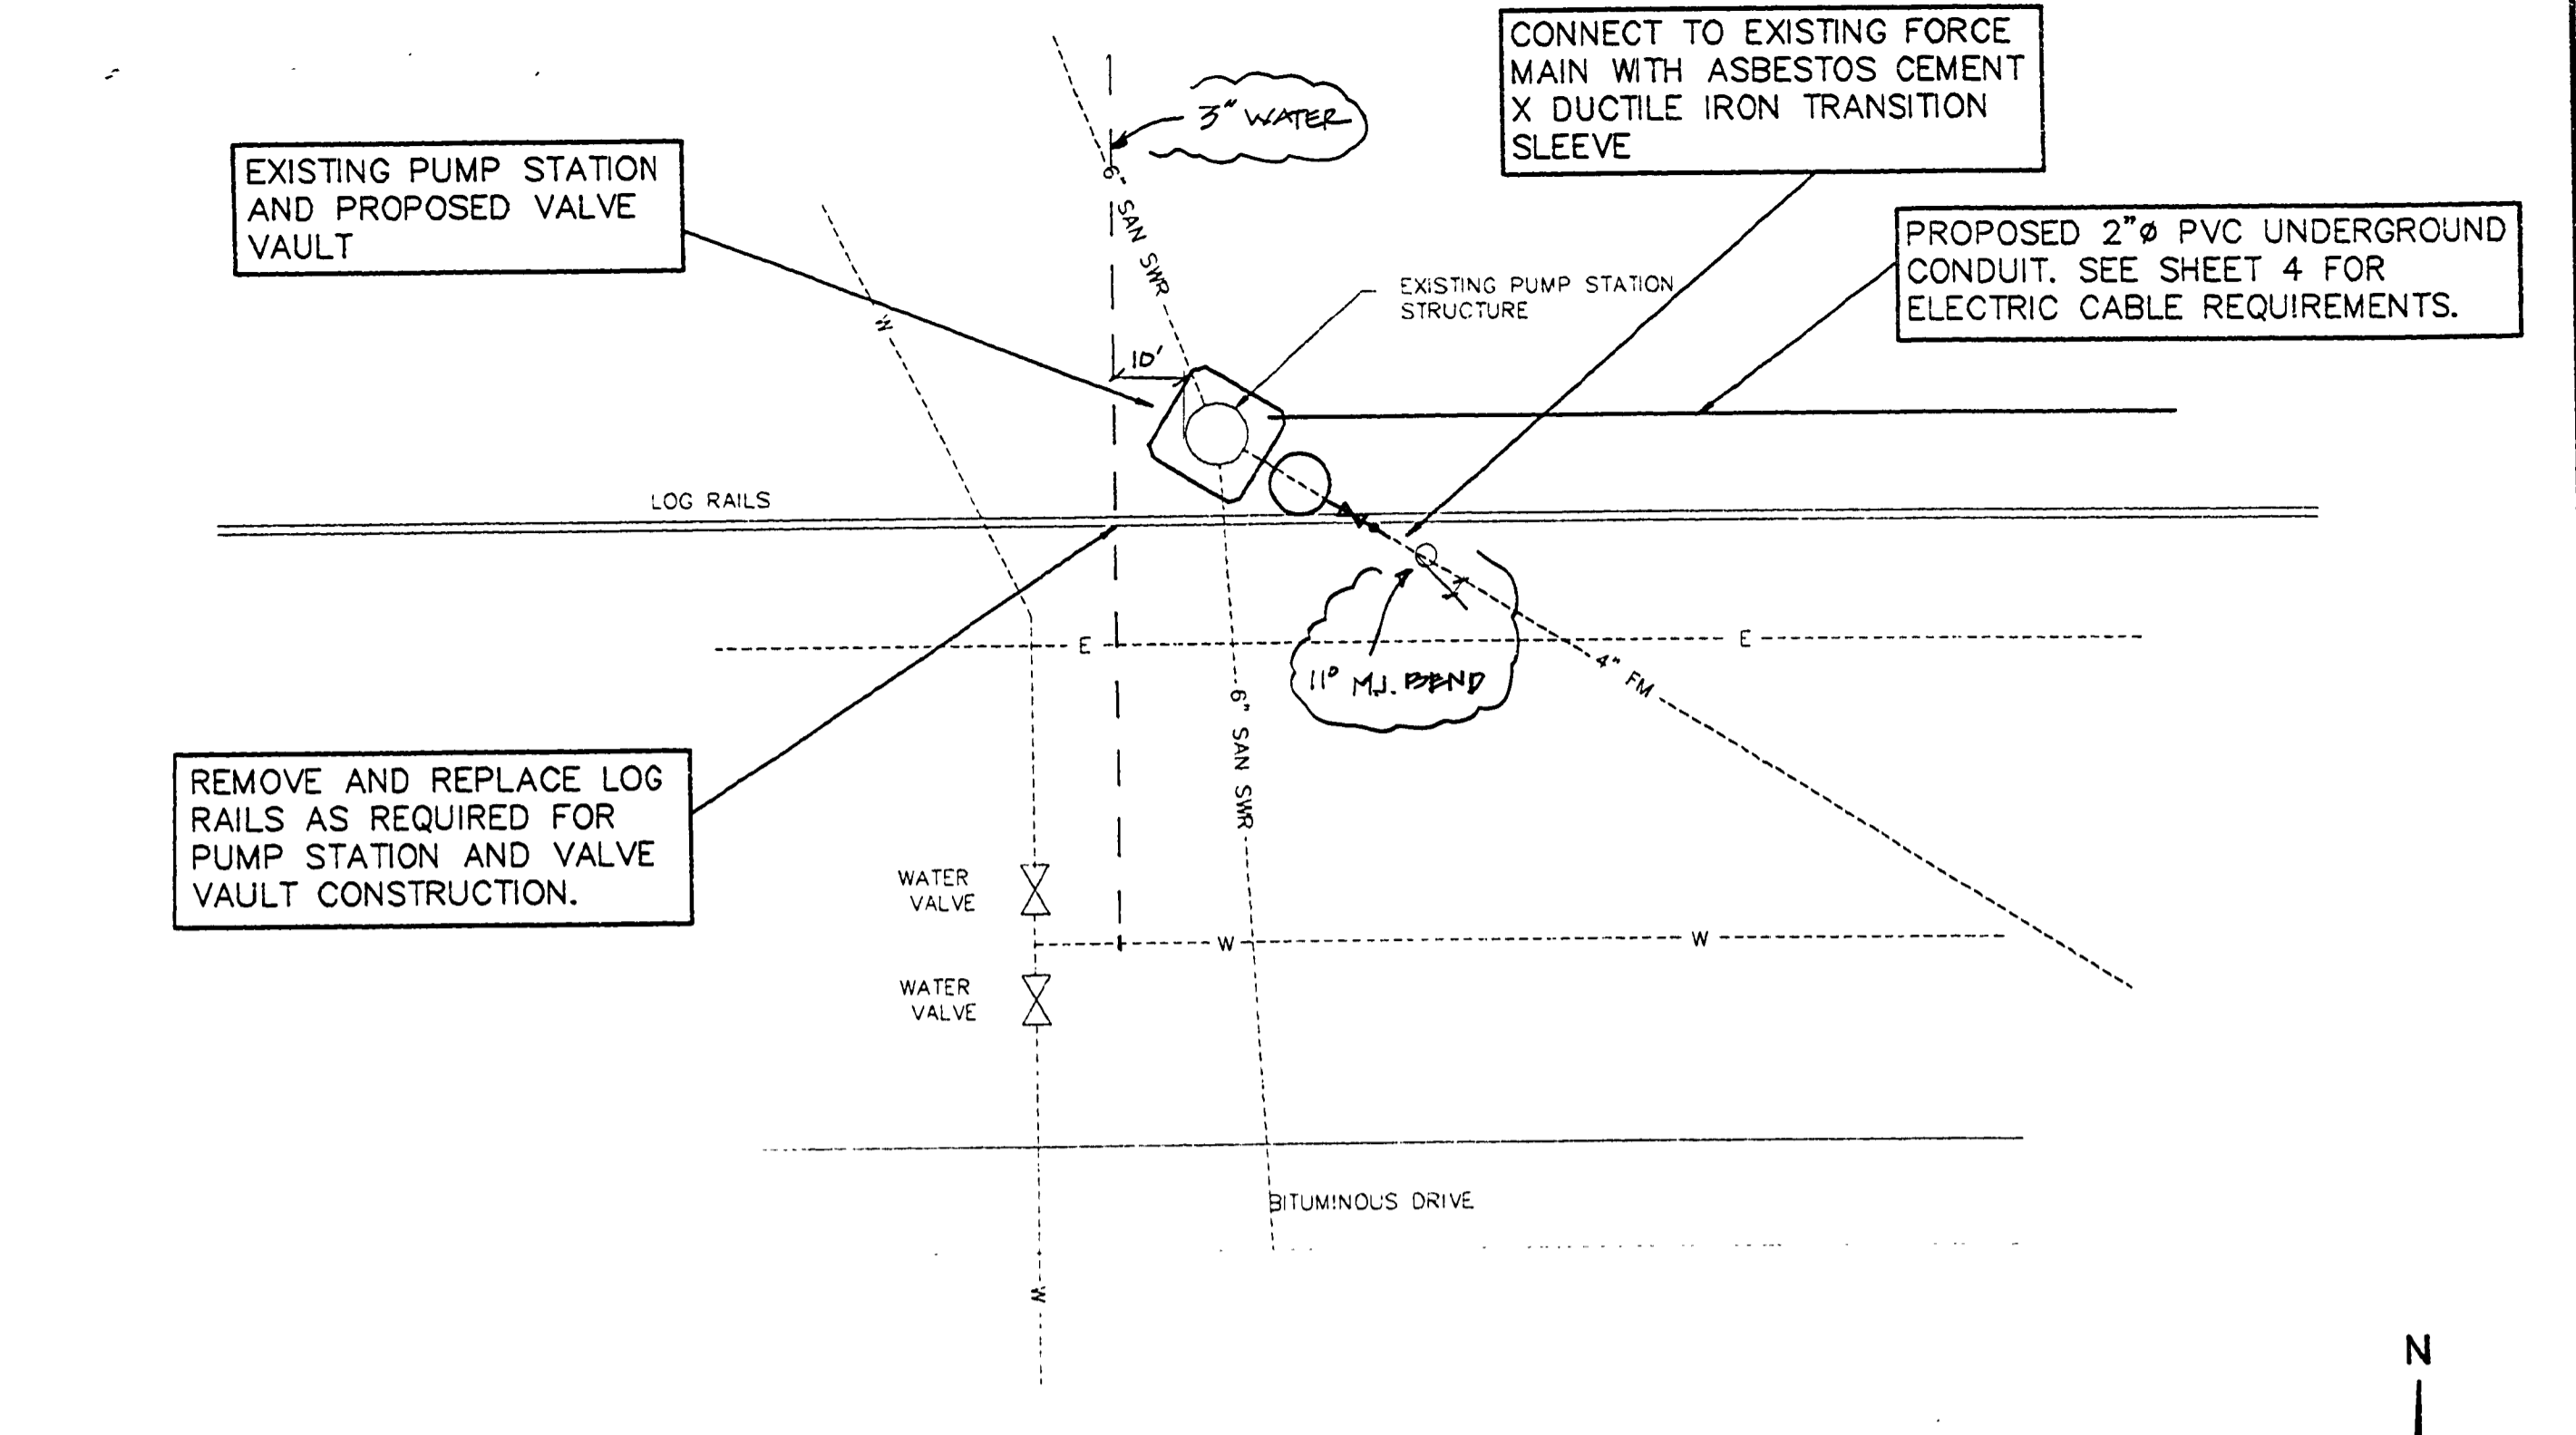 CONNECT TO EXISTING FORCE
MAIN WITH ASBESTOS CEMENT
X DUCTILE IRON TRANSITION
SLEEVE
3" WATER
EXISTING PUMP STATION
AND PROPOSED VALVE
VAULT
6" SAN SWR
PROPOSED 2"ø PVC UNDERGROUND
CONDUIT. SEE SHEET 4 FOR
ELECTRIC CABLE REQUIREMENTS.
EXISTING PUMP STATION
STRUCTURE
W
10'
LOG RAILS
E
E
4" FM
11° M.J. BEND
6" SAN SWR
REMOVE AND REPLACE LOG
RAILS AS REQUIRED FOR
PUMP STATION AND VALVE
VAULT CONSTRUCTION.
WATER
VALVE
W
W
WATER
VALVE
BITUMINOUS DRIVE
W
N